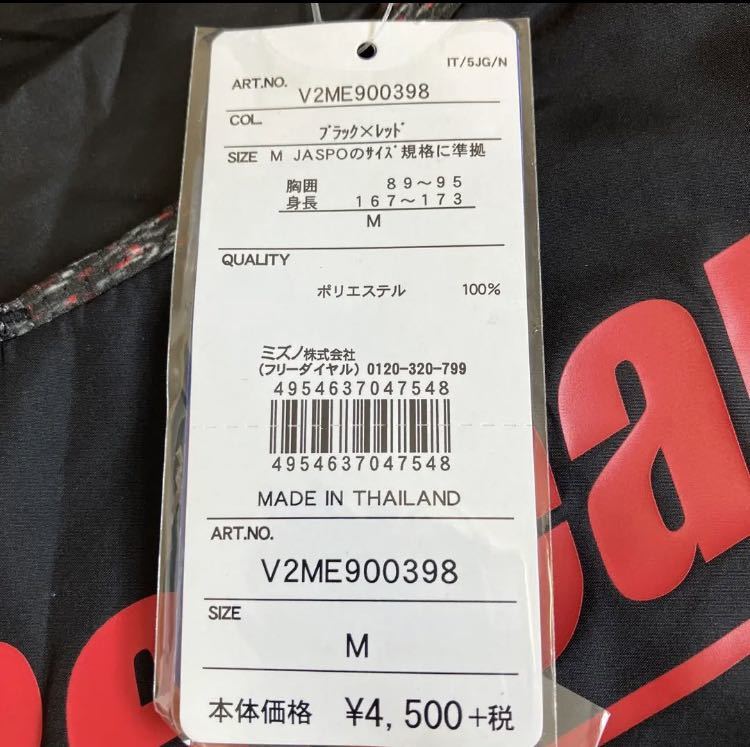 IT/5JG/N
ART.NO. V2ME900398
COL. ﾌﾞﾗｯｸ×ﾚｯﾄﾞ
SIZE M JASPOのｻｲｽﾞ規格に準拠
胸囲 89～95
身長 167～173
M
QUALITY
ポリエステル 100%
ミズノ株式会社
(フリーダイヤル) 0120-320-799
4954637047548
4954637047548
MADE IN THAILAND
ART.NO.
V2ME900398
SIZE
M
本体価格 ¥4,500+税